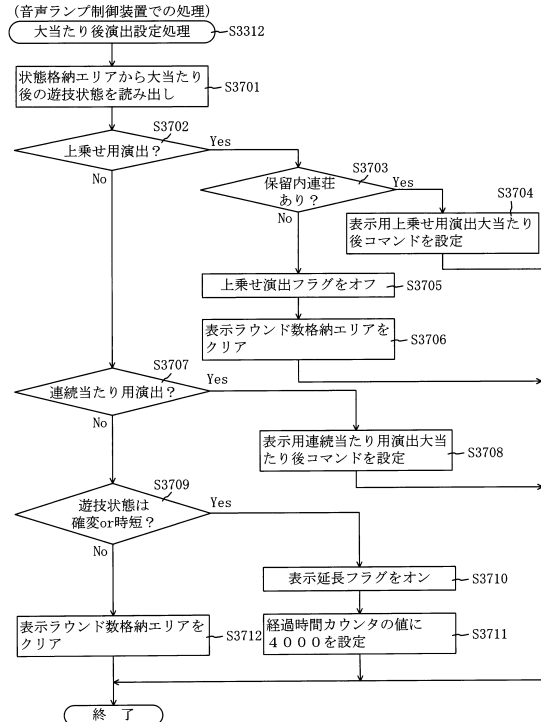 (音声ランプ制御装置での処理)
大当たり後演出設定処理
S3312
状態格納エリアから大当たり
後の遊技状態を読み出し
S3701
S3702
上乗せ用演出?
Yes
No
S3703
保留内連荘
あり?
Yes
No
S3704
表示用上乗せ用演出大当たり
後コマンドを設定
上乗せ演出フラグをオフ
S3705
表示ラウンド数格納エリアを
クリア
S3706
S3707
連続当たり用演出?
Yes
No
表示用連続当たり用演出大当
たり後コマンドを設定
S3708
S3709
遊技状態は
確変or時短?
Yes
No
表示延長フラグをオン
S3710
経過時間カウンタの値に
4000を設定
S3711
表示ラウンド数格納エリアを
クリア
S3712
終 了